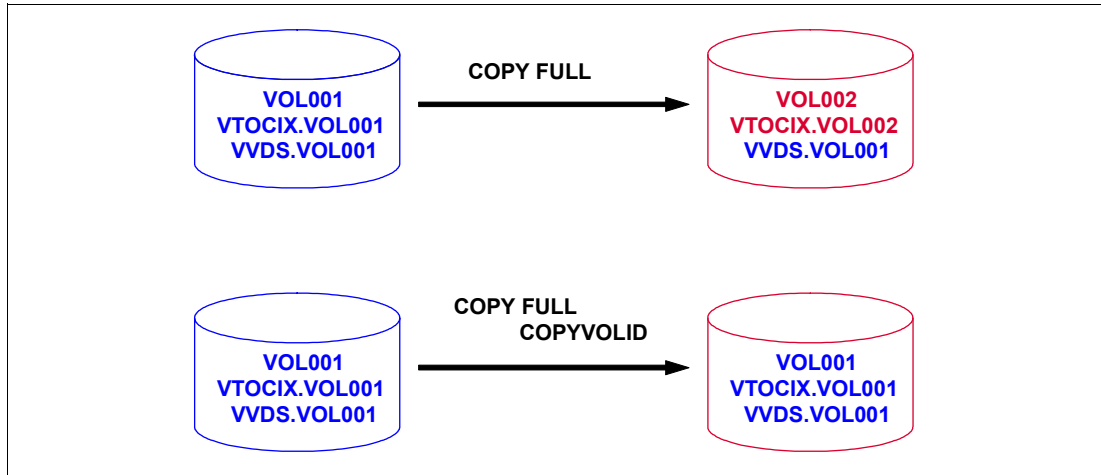 VOL001
VTOCIX.VOL001
VVDS.VOL001
COPY FULL
VOL002
VTOCIX.VOL002
VVDS.VOL001
VOL001
VTOCIX.VOL001
VVDS.VOL001
COPY FULL
COPYVOLID
VOL001
VTOCIX.VOL001
VVDS.VOL001